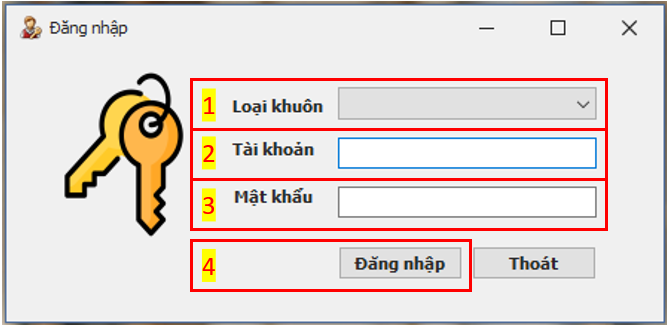 Đăng nhập
1 Loại khuôn
2 Tài khoản
3 Mật khẩu
4 Đăng nhập Thoát